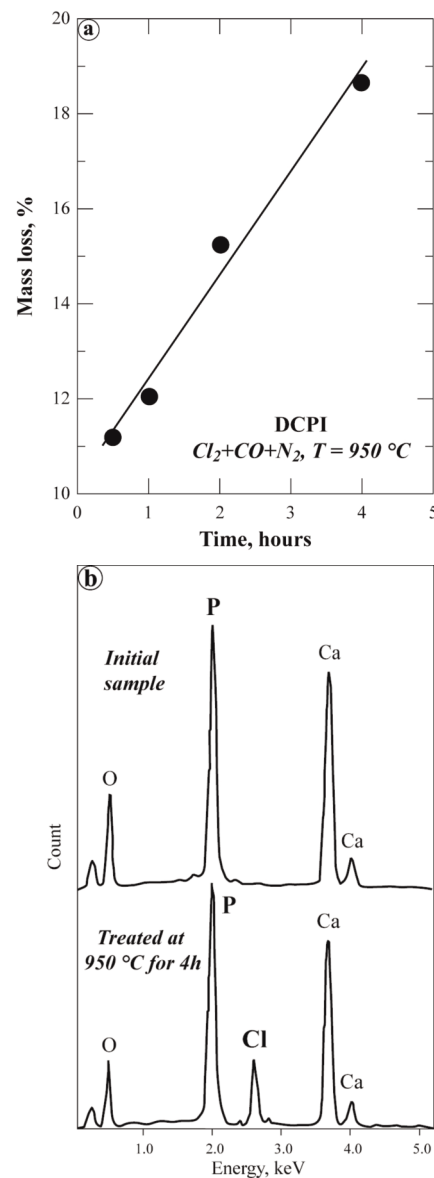 a
20
18
16
14
12
10
Mass loss, %
DCPI
Cl₂+CO+N₂, T = 950 °C
0 1 2 3 4 5
Time, hours
b
P
Initial
sample
Ca
O
Ca
Count
P
Treated at
950 °C for 4h
Ca
Cl
O
Ca
1.0 2.0 3.0 4.0 5.0
Energy, keV